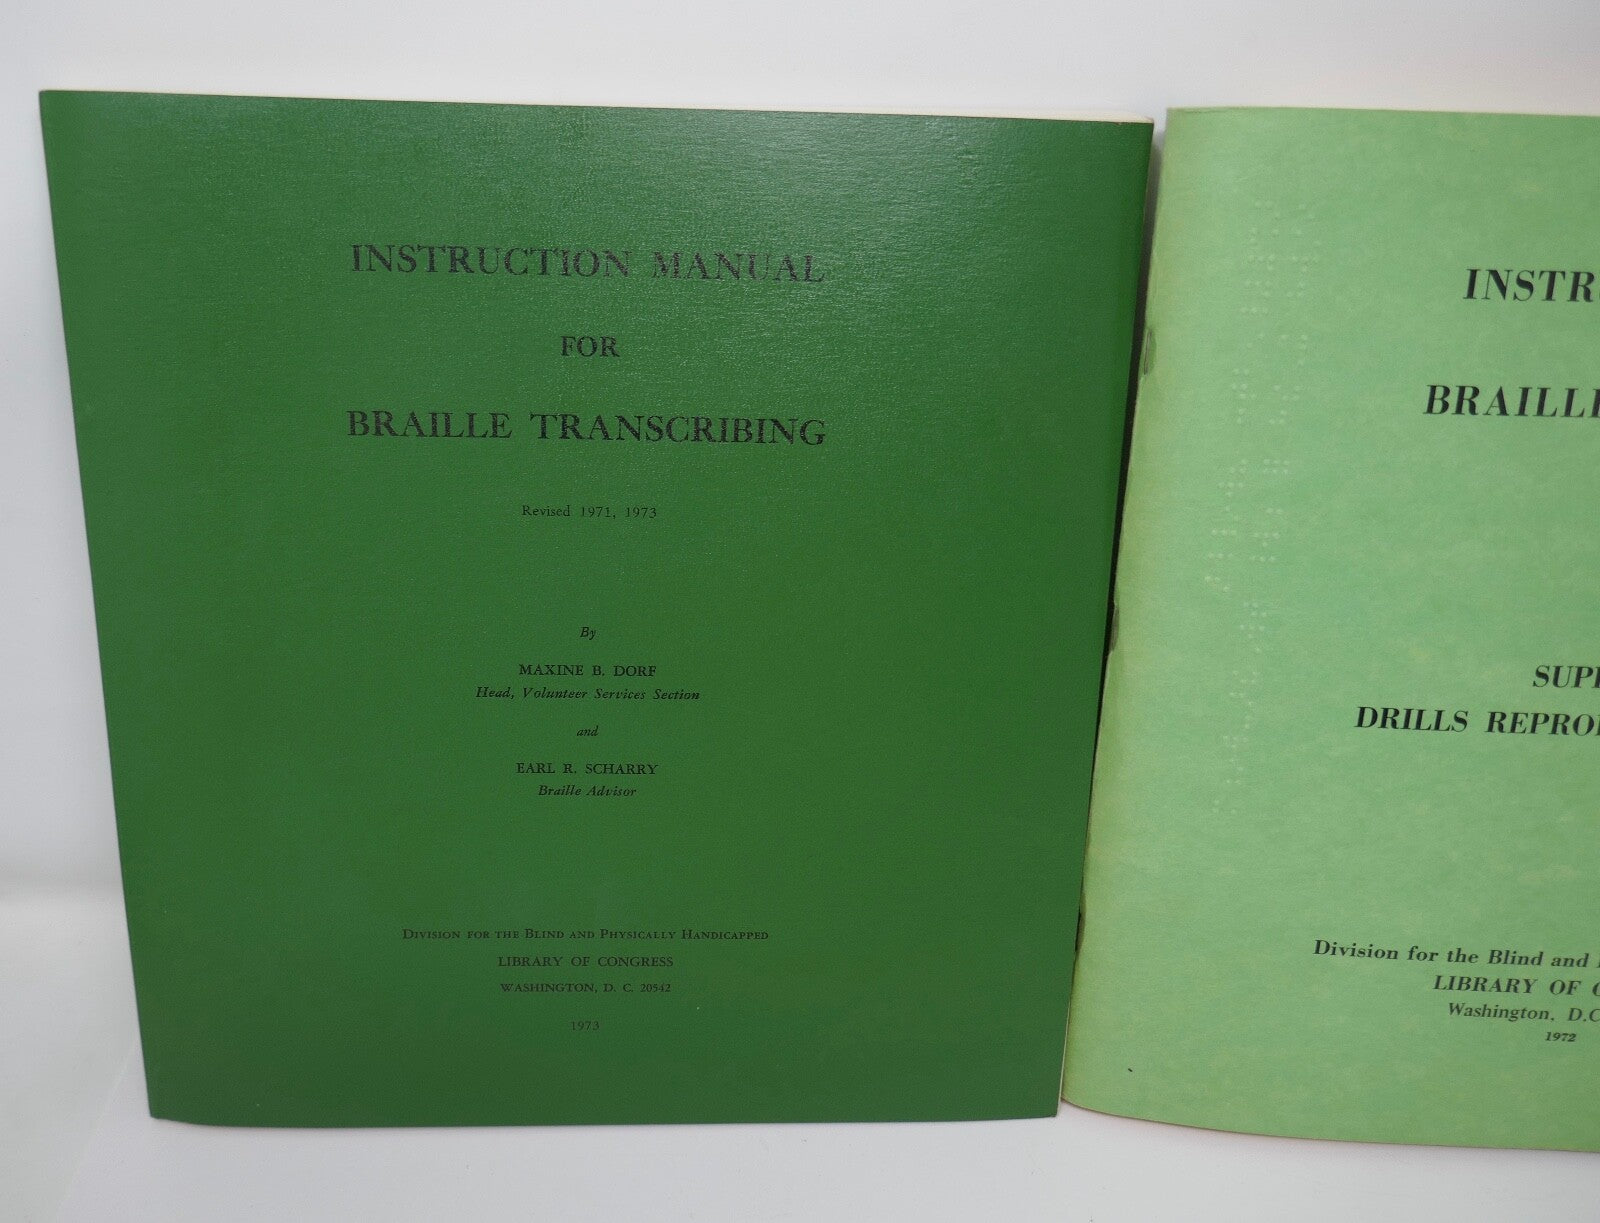 INSTRUCTION MANUAL
FOR
BRAILLE TRANSCRIBING
Revised 1971, 1973
By
MAXINE B. DORF
Head, Volunteer Services Section
and
EARL R. SCHARRY
Braille Advisor
DIVISION FOR THE BLIND AND PHYSICALLY HANDICAPPED
LIBRARY OF CONGRESS
WASHINGTON, D. C. 20542
1973
INSTR
BRAILLE
SUPP
DRILLS REPROD
Division for the Blind and
LIBRARY OF
Washington, D.C
1972